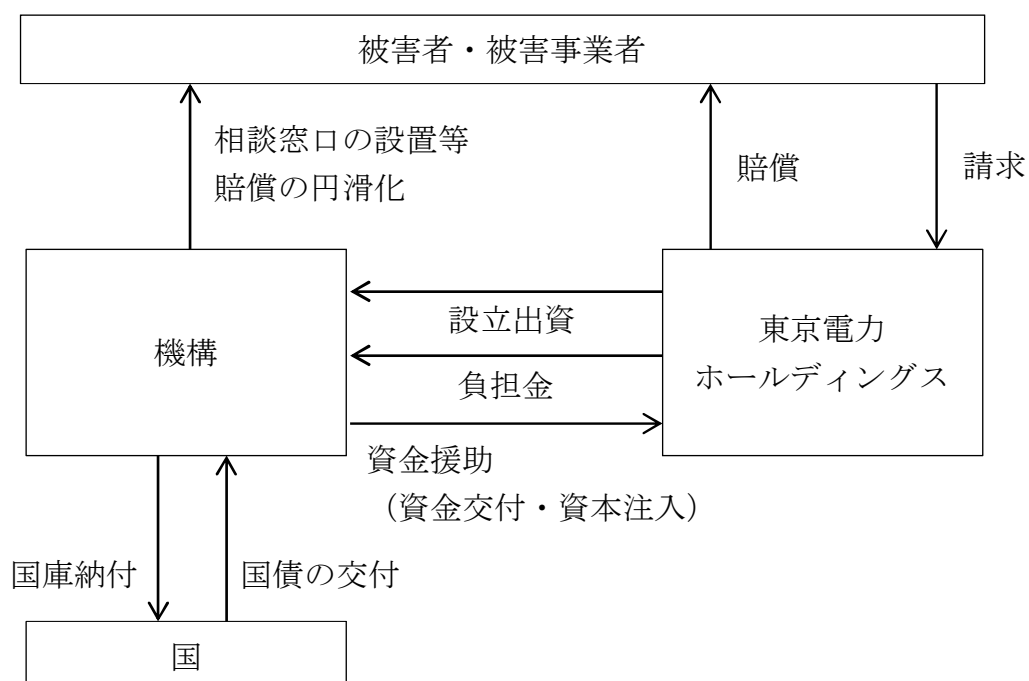 被害者・被害事業者
相談窓口の設置等
賠償の円滑化
賠償
請求
機構
設立出資
負担金
資金援助
(資金交付・資本注入)
東京電力
ホールディングス
国庫納付
国債の交付
国